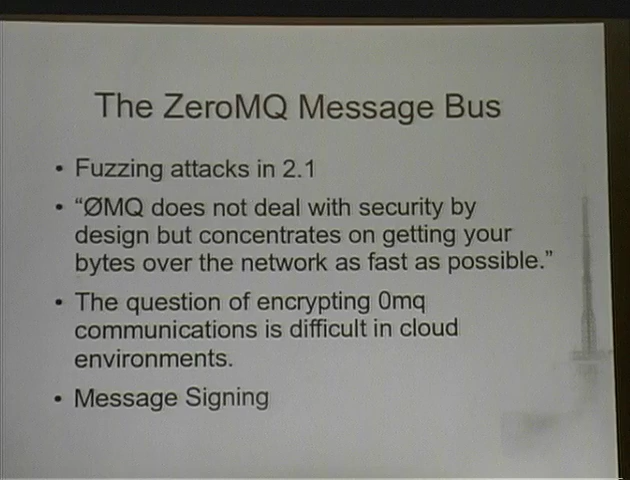 The ZeroMQ Message Bus
• Fuzzing attacks in 2.1
• “ØMQ does not deal with security by
design but concentrates on getting your
bytes over the network as fast as possible.”
• The question of encrypting 0mq
communications is difficult in cloud
environments.
• Message Signing